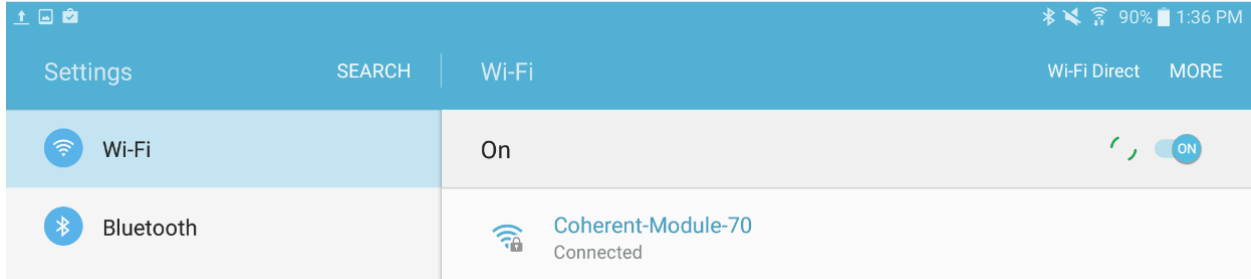 90% 1:36 PM
Settings SEARCH Wi-Fi Wi-Fi Direct MORE
Wi-Fi On ON
Bluetooth Coherent-Module-70
Connected